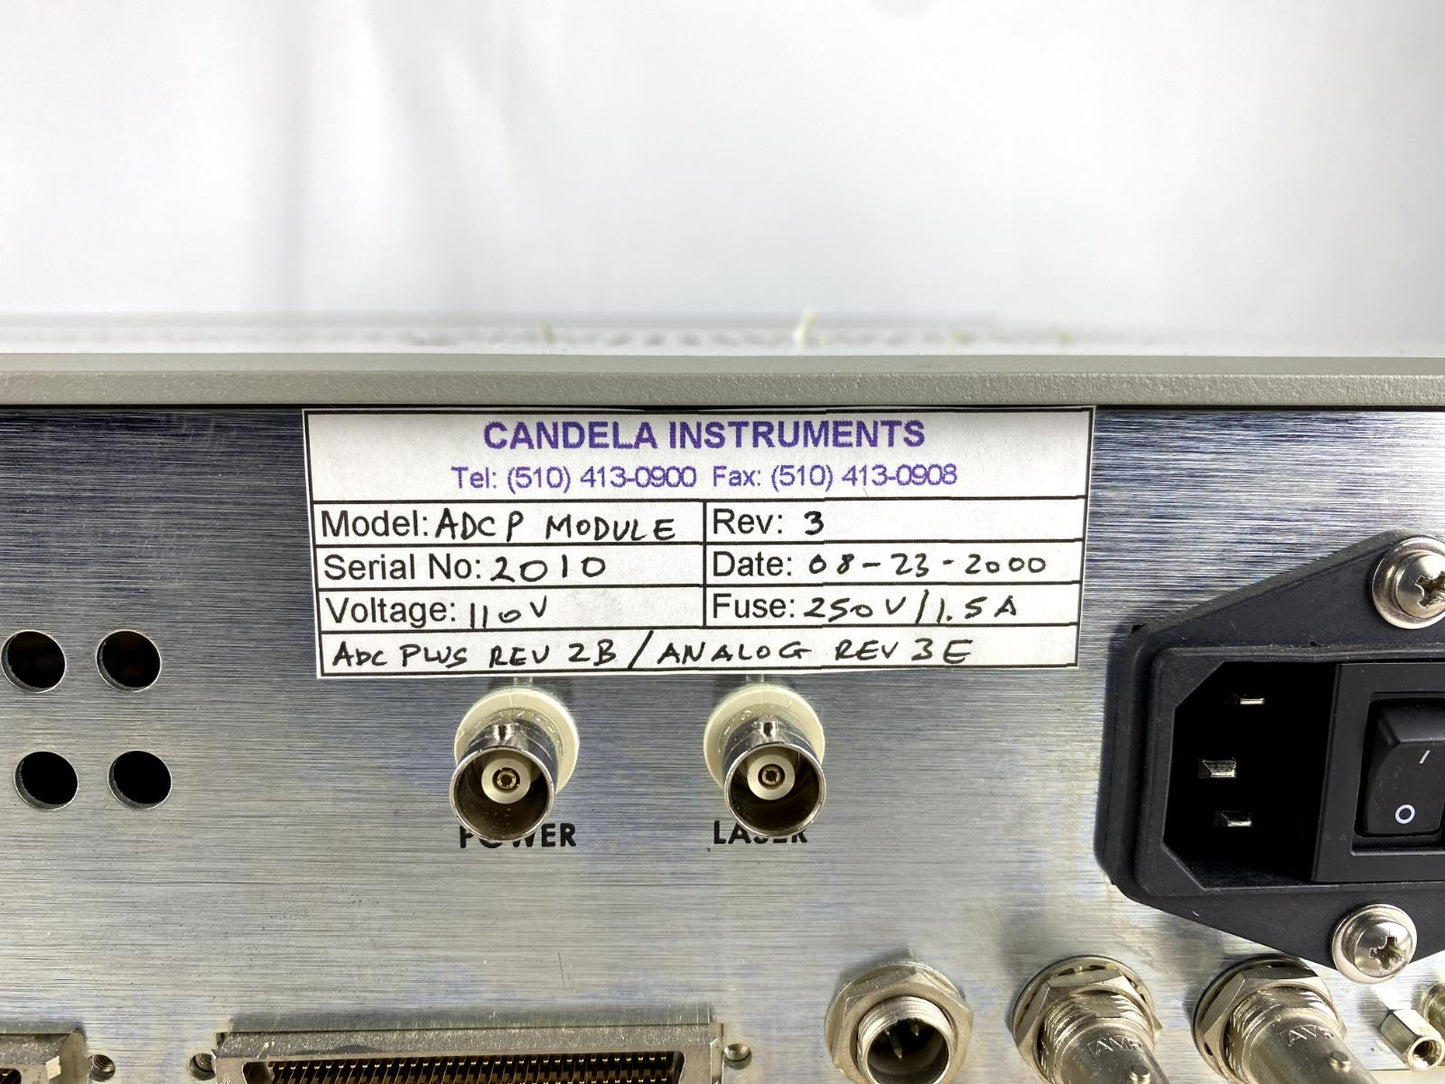 CANDELA INSTRUMENTS
Tel: (510) 413-0900 Fax: (510) 413-0908
Model: ADCP MODULE Rev: 3
Serial No: 2010 Date: 08-23-2000
Voltage: 110V Fuse: 250V/1.5A
ADC PLUS REV 2B / ANALOG REV 3E
POWER LASER